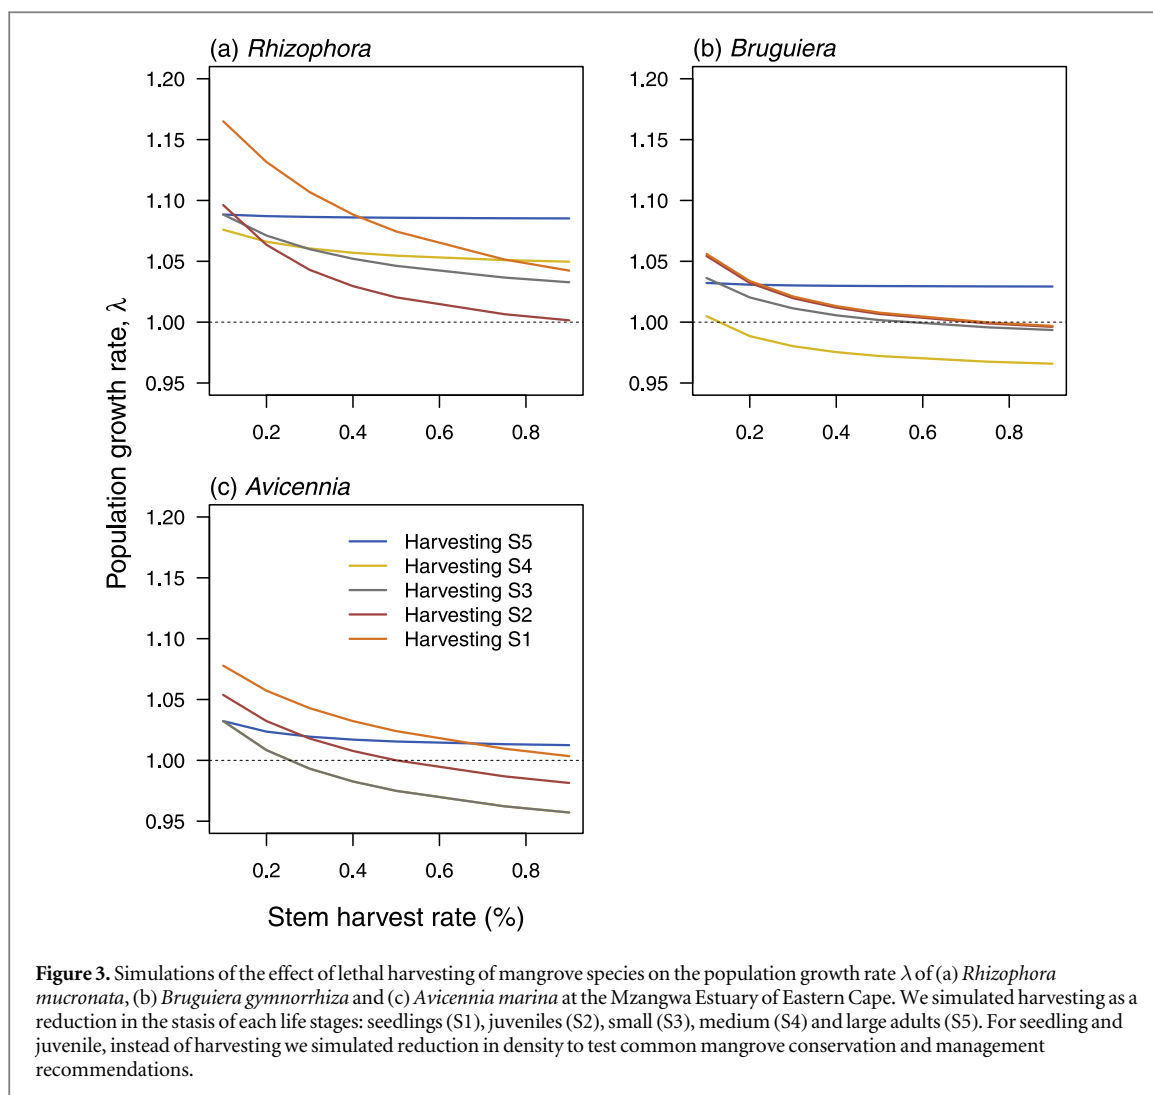 (a) Rhizophora
(b) Bruguiera
1.20
1.15
1.10
1.05
1.00
0.95
0.2 0.4 0.6 0.8
1.20
1.15
1.10
1.05
1.00
0.95
0.2 0.4 0.6 0.8
Population growth rate, λ
(c) Avicennia
1.20
1.15
1.10
1.05
1.00
0.95
Harvesting S5
Harvesting S4
Harvesting S3
Harvesting S2
Harvesting S1
0.2 0.4 0.6 0.8
Stem harvest rate (%)
Figure 3. Simulations of the effect of lethal harvesting of mangrove species on the population growth rate λ of (a) Rhizophora
mucronata, (b) Bruguiera gymnorrhiza and (c) Avicennia marina at the Mzangwa Estuary of Eastern Cape. We simulated harvesting as a
reduction in the stasis of each life stages: seedlings (S1), juveniles (S2), small (S3), medium (S4) and large adults (S5). For seedling and
juvenile, instead of harvesting we simulated reduction in density to test common mangrove conservation and management
recommendations.